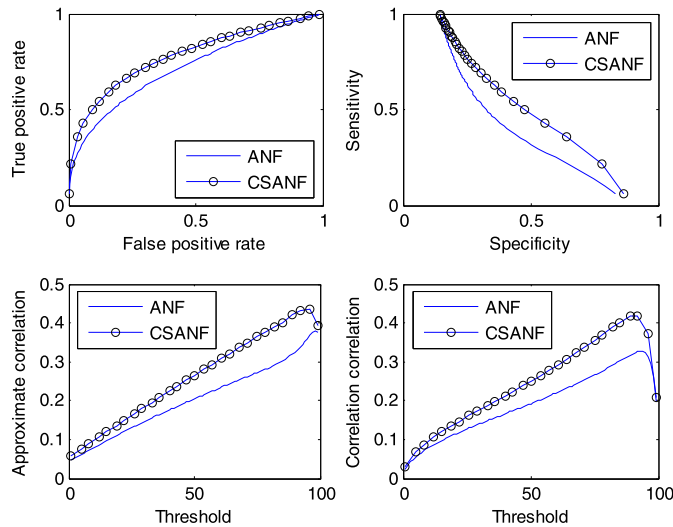 True positive rate
1
0.5
0
0
0.5
1
False positive rate
ANF
CSANF
Sensitivity
1
0.5
0
0
0.5
1
Specificity
ANF
CSANF
Approximate correlation
0.5
0.4
0.3
0.2
0.1
0
0
50
100
Threshold
ANF
CSANF
Correlation correlation
0.5
0.4
0.3
0.2
0.1
0
0
50
100
Threshold
ANF
CSANF